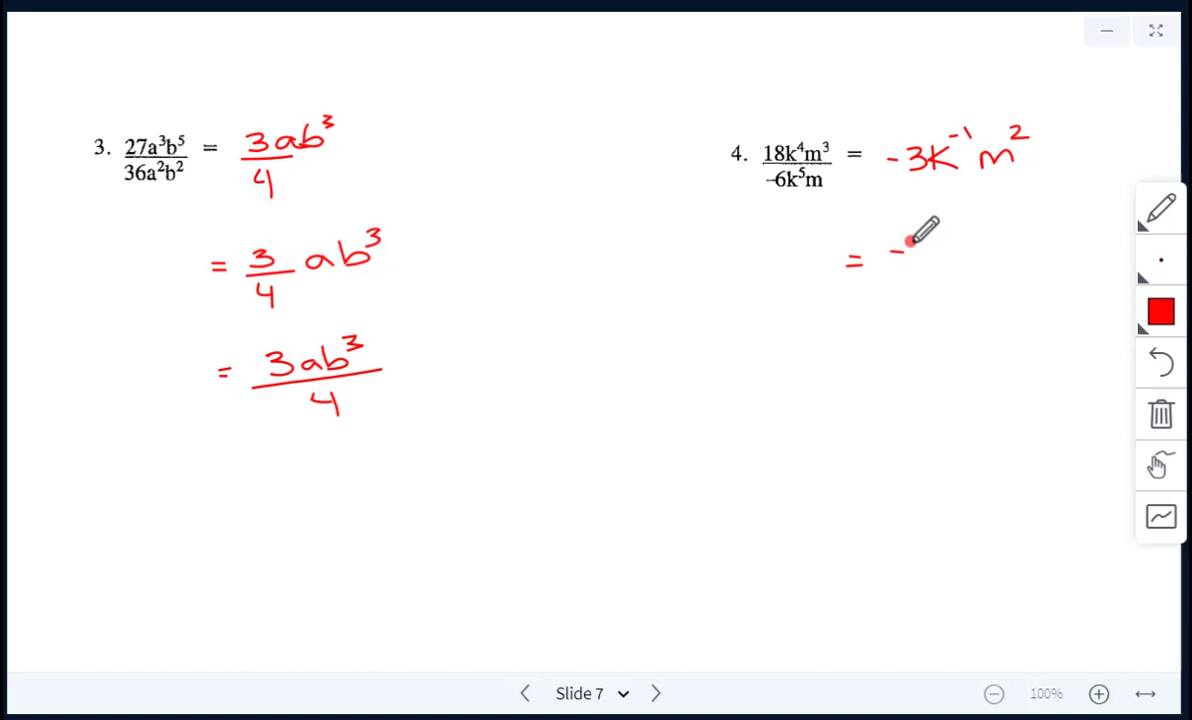 3. 27a³b⁵ / 36a²b² = 3ab³ / 4
= 3/4 ab³
= 3ab³ / 4
4. 18k⁴m³ / -6k⁵m = -3k⁻¹m²
= -
Slide 7
100%